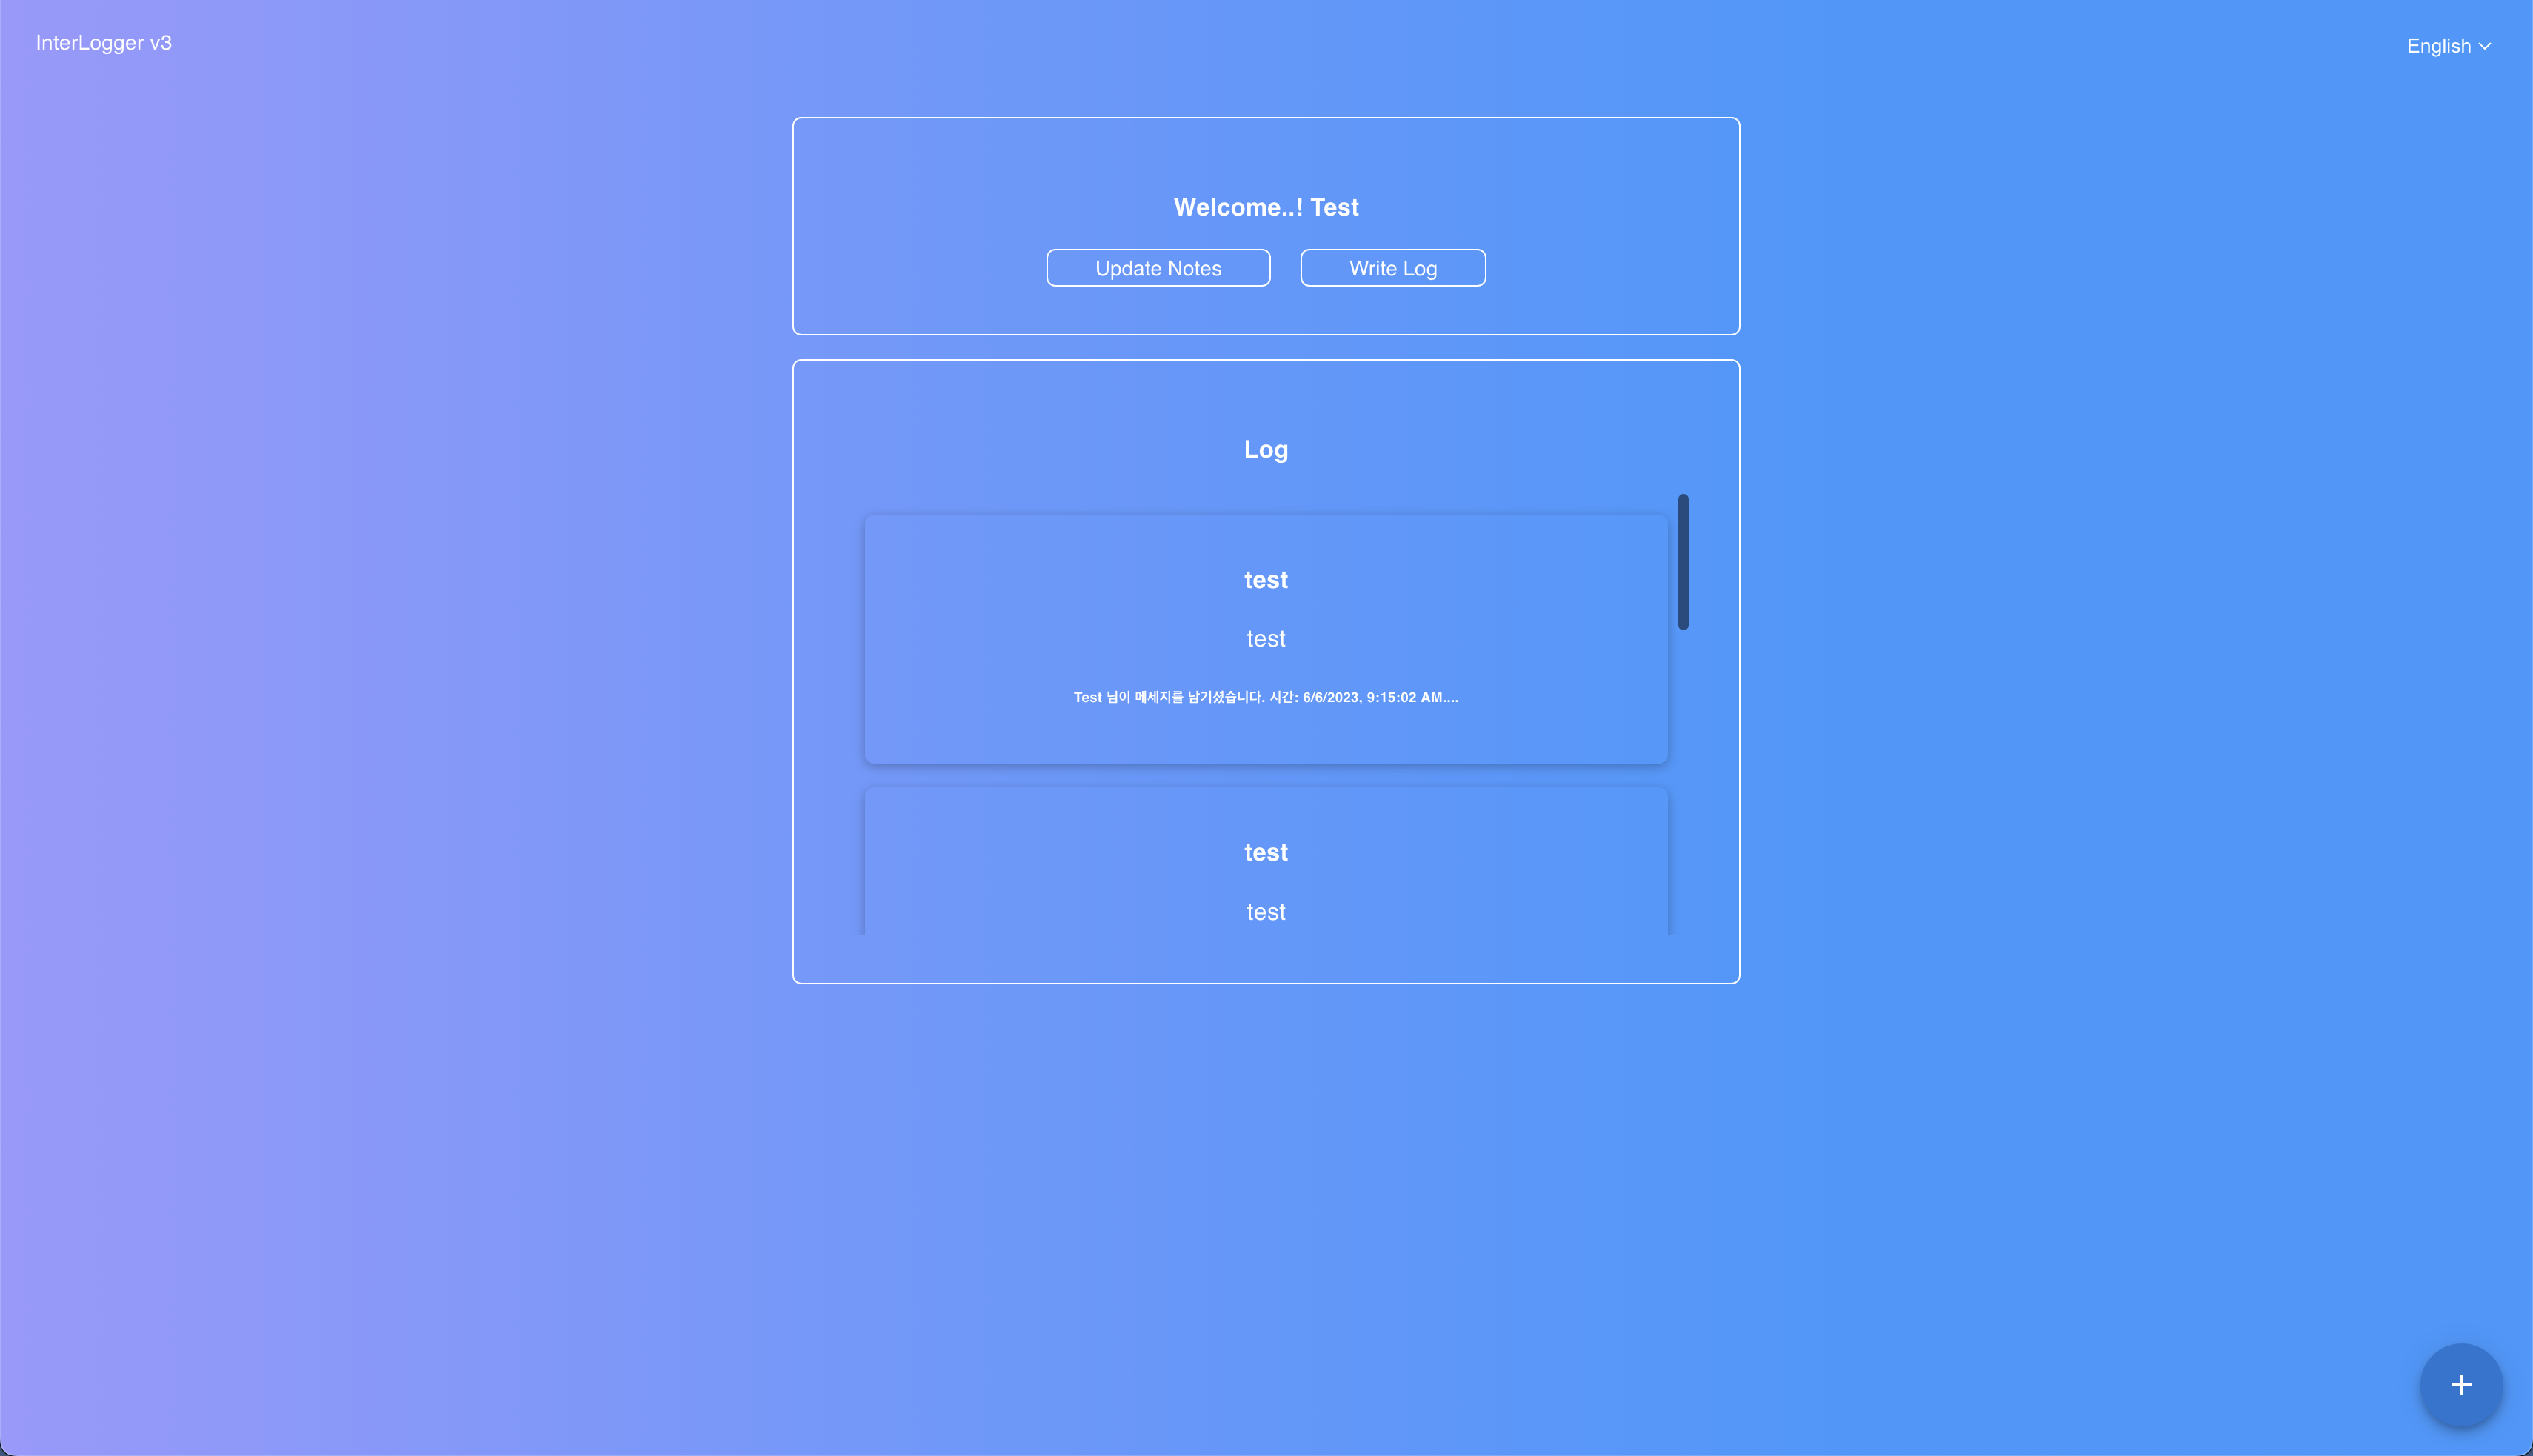 InterLogger v3
English
Welcome..! Test
Update Notes
Write Log
Log
test
test
Test 님이 메세지를 남기셨습니다. 시간: 6/6/2023, 9:15:02 AM....
test
test
+